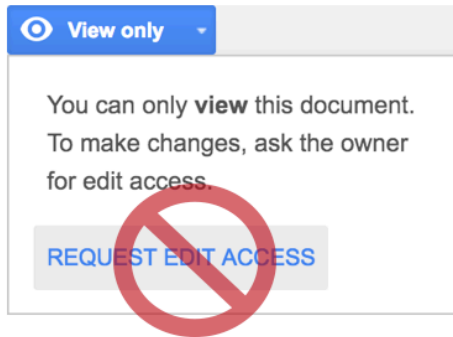 View only
You can only view this document.
To make changes, ask the owner
for edit access.
REQUEST EDIT ACCESS